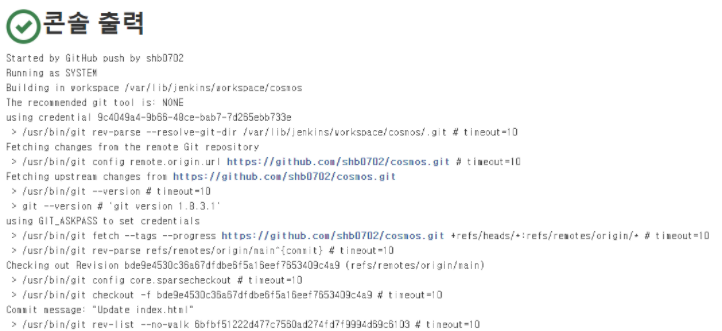 콘솔 출력
Started by GitHub push by shb0702
Running as SYSTEM
Building in workspace /var/lib/jenkins/workspace/cosmos
The recommended git tool is: NONE
using credential 9c4049a4-9b66-48ce-bab7-7d265ebb733e
 > /usr/bin/git rev-parse --resolve-git-dir /var/lib/jenkins/workspace/cosmos/.git # timeout=10
Fetching changes from the remote Git repository
 > /usr/bin/git config remote.origin.url https://github.com/shb0702/cosmos.git # timeout=10
Fetching upstream changes from https://github.com/shb0702/cosmos.git
 > /usr/bin/git --version # timeout=10
 > git --version # 'git version 1.8.3.1'
using GIT_ASKPASS to set credentials
 > /usr/bin/git fetch --tags --progress https://github.com/shb0702/cosmos.git +refs/heads/*:refs/remotes/origin/* # timeout=10
 > /usr/bin/git rev-parse refs/remotes/origin/main^{commit} # timeout=10
Checking out Revision bde9e4530c36a67dfdbe6f5a16eef7653409c4a9 (refs/remotes/origin/main)
 > /usr/bin/git config core.sparsecheckout # timeout=10
 > /usr/bin/git checkout -f bde9e4530c36a67dfdbe6f5a16eef7653409c4a9 # timeout=10
Commit message: "Update index.html"
 > /usr/bin/git rev-list --no-walk 6bfbf51222d477c7560ad274fd7f9994d69c6103 # timeout=10